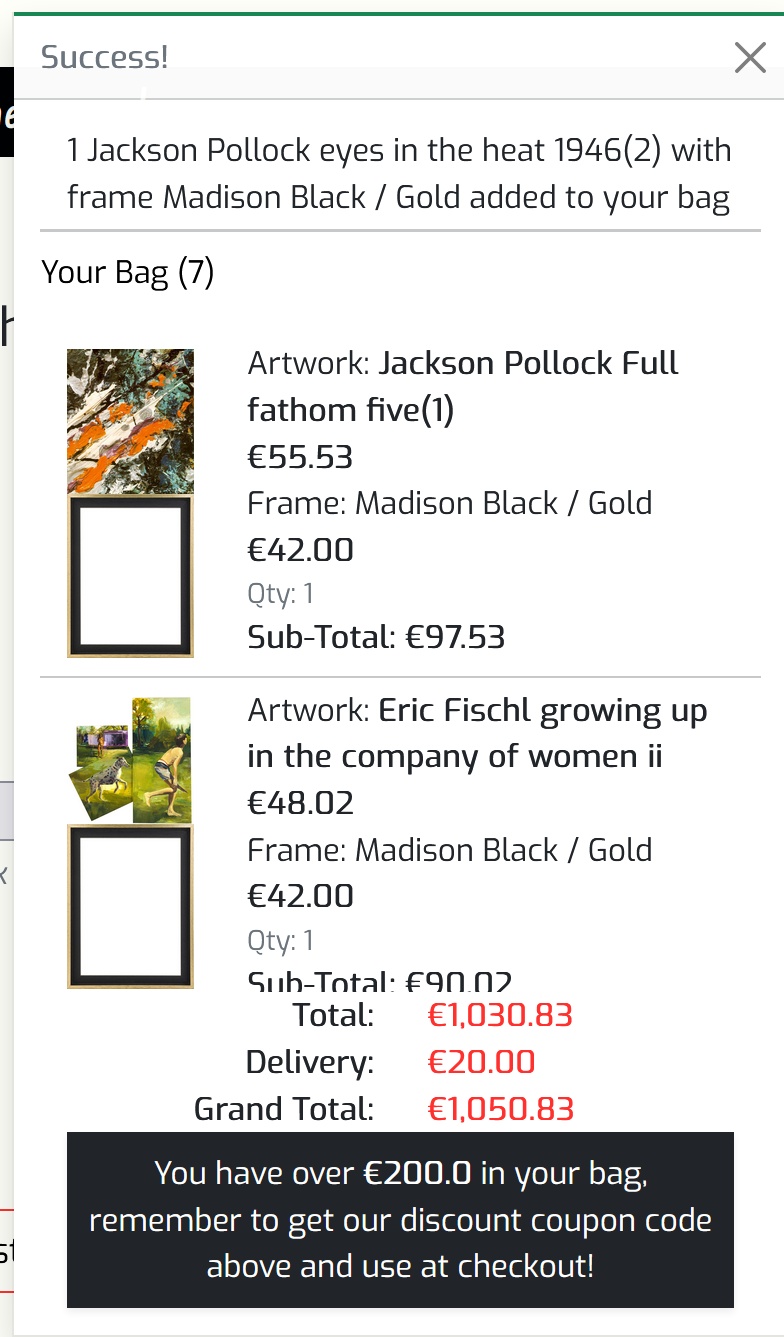 Success!
1 Jackson Pollock eyes in the heat 1946(2) with
frame Madison Black / Gold added to your bag
Your Bag (7)
Artwork: Jackson Pollock Full
fathom five(1)
€55.53
Frame: Madison Black / Gold
€42.00
Qty: 1
Sub-Total: €97.53
Artwork: Eric Fischl growing up
in the company of women ii
€48.02
Frame: Madison Black / Gold
€42.00
Qty: 1
Sub-Total: €90.02
Total: €1,030.83
Delivery: €20.00
Grand Total: €1,050.83
You have over €200.0 in your bag,
remember to get our discount coupon code
above and use at checkout!